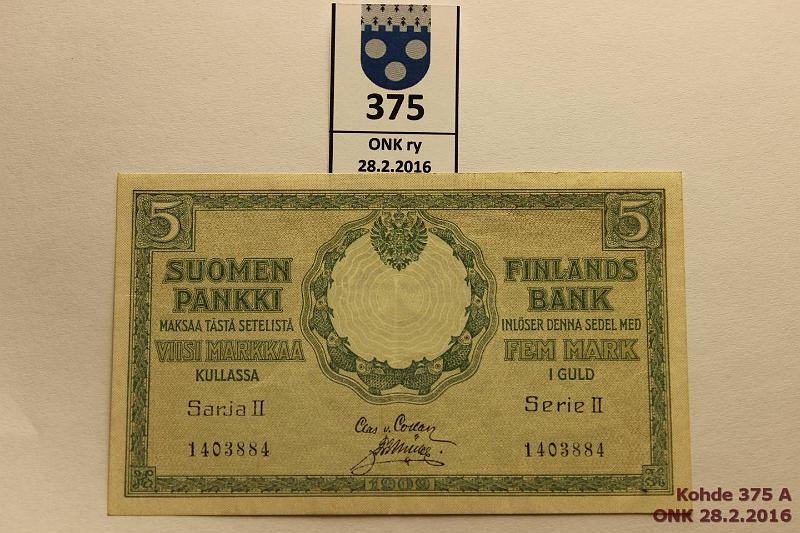 375
ONK ry
28.2.2016
5 5
SUOMEN PANKKI
MAKSAA TÄSTÄ SETELISTÄ
VIISI MARKKAA
KULLASSA
Sarja II
1403884
FINLANDS BANK
INLÖSER DENNA SEDEL MED
FEM MARK
I GULD
Serie II
1403884
Clas v. Collan
1909
Kohde 375 A
ONK 28.2.2016